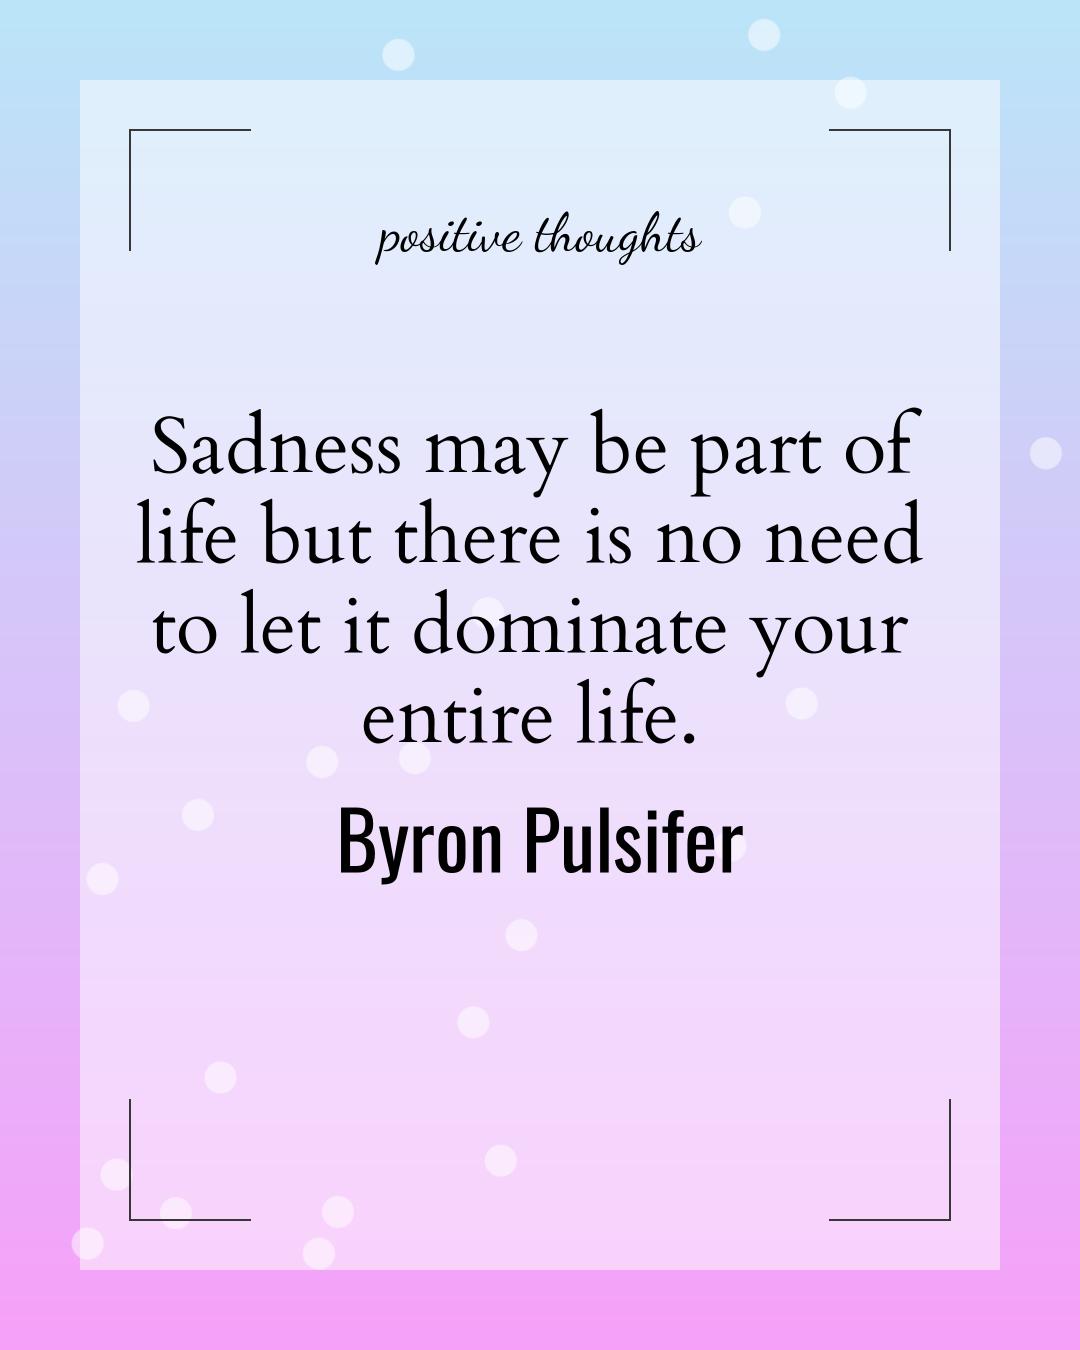 positive thoughts
Sadness may be part of
life but there is no need
to let it dominate your
entire life.
Byron Pulsifer